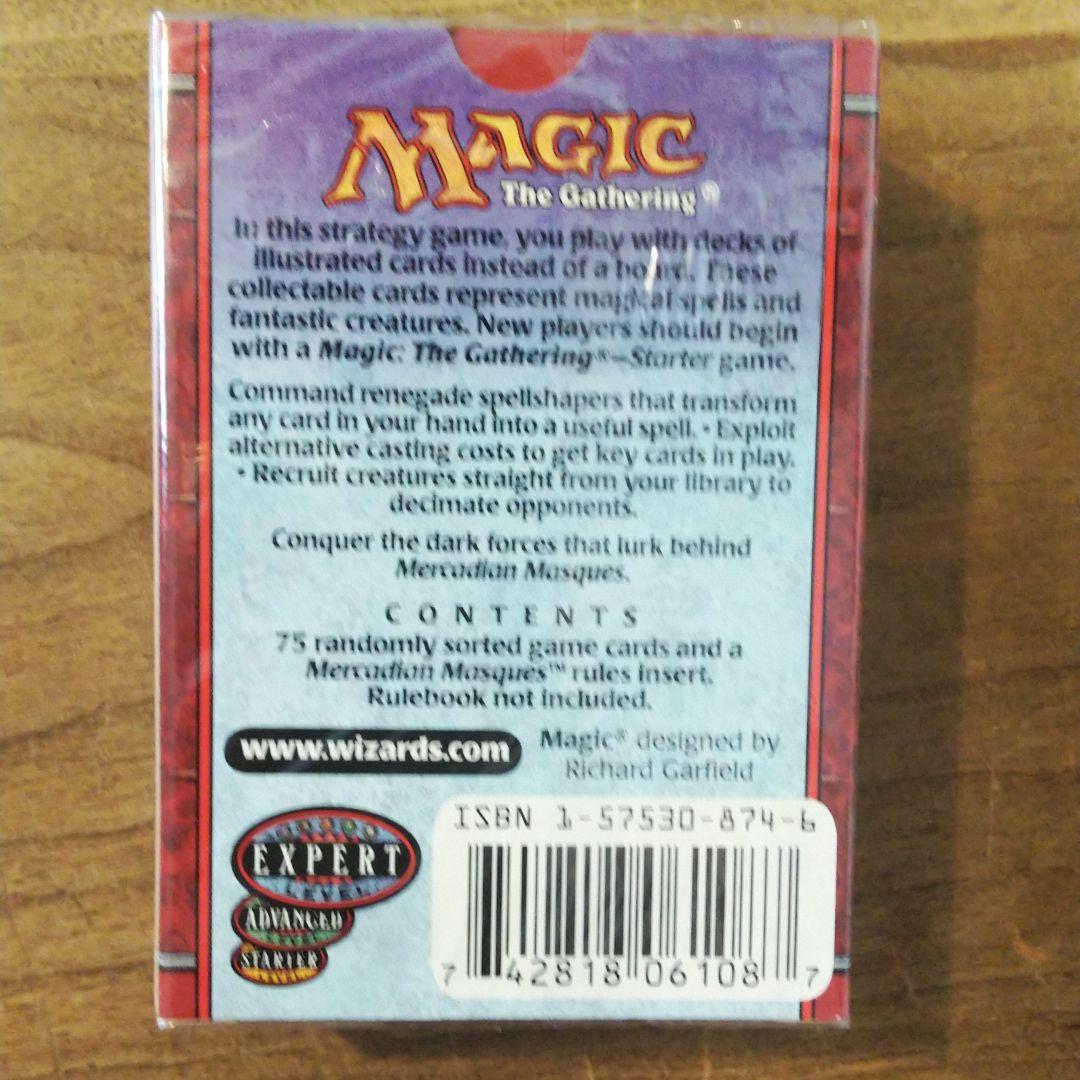 MAGIC
The Gathering®
In this strategy game, you play with decks of
illustrated cards instead of a board. These
collectable cards represent magical spells and
fantastic creatures. New players should begin
with a Magic: The Gathering®—Starter game.
Command renegade spellshapers that transform
any card in your hand into a useful spell. • Exploit
alternative casting costs to get key cards in play.
• Recruit creatures straight from your library to
decimate opponents.
Conquer the dark forces that lurk behind
Mercadian Masques.
CONTENTS
75 randomly sorted game cards and a
Mercadian Masques™ rules insert.
Rulebook not included.
www.wizards.com
Magic® designed by
Richard Garfield
ISBN 1-57530-874-6
EXPERT
LEVEL
ADVANCED
STARTER
7 42818 06108 7